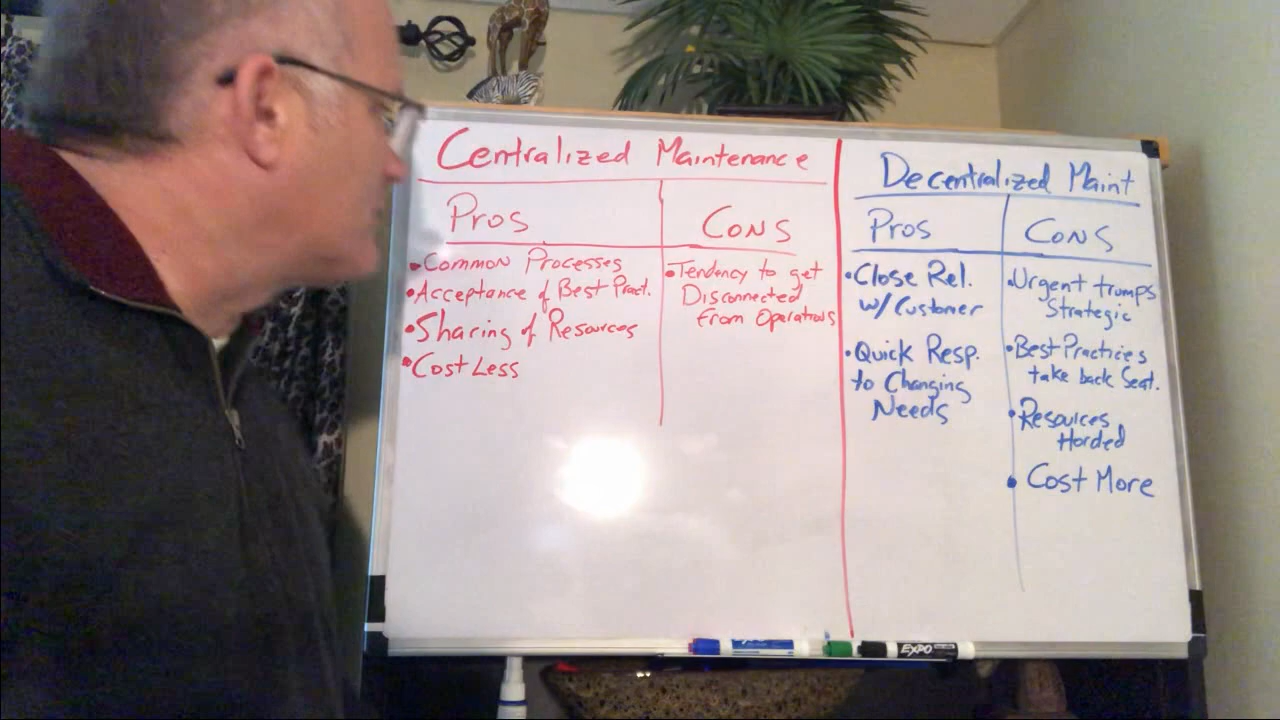 Centralized Maintenance
Pros
Cons
•Common Processes
•Acceptance of Best Pract.
•Sharing of Resources
•Cost Less
•Tendency to get
Disconnected
from Operations
Decentralized Maint
Pros
Cons
•Close Rel.
w/Customer
•Quick Resp.
to Changing
Needs
•Urgent trumps
Strategic
•Best Practicies
take back Seat.
•Resources
Horded
•Cost More
EXPO